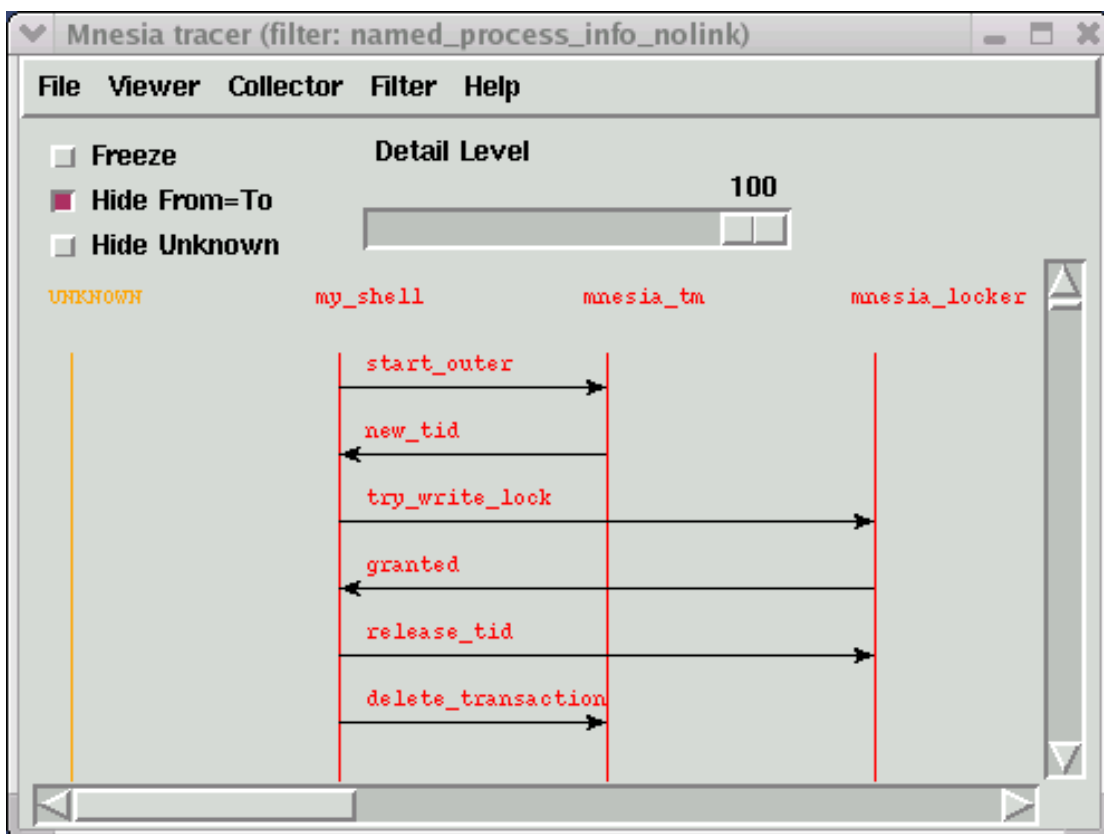 Mnesia tracer (filter: named_process_info_nolink)
File Viewer Collector Filter Help
Freeze
Detail Level
Hide From=To
100
Hide Unknown
UNKNOWN my_shell mnesia_tm mnesia_locker
start_outer
new_tid
try_write_lock
granted
release_tid
delete_transaction